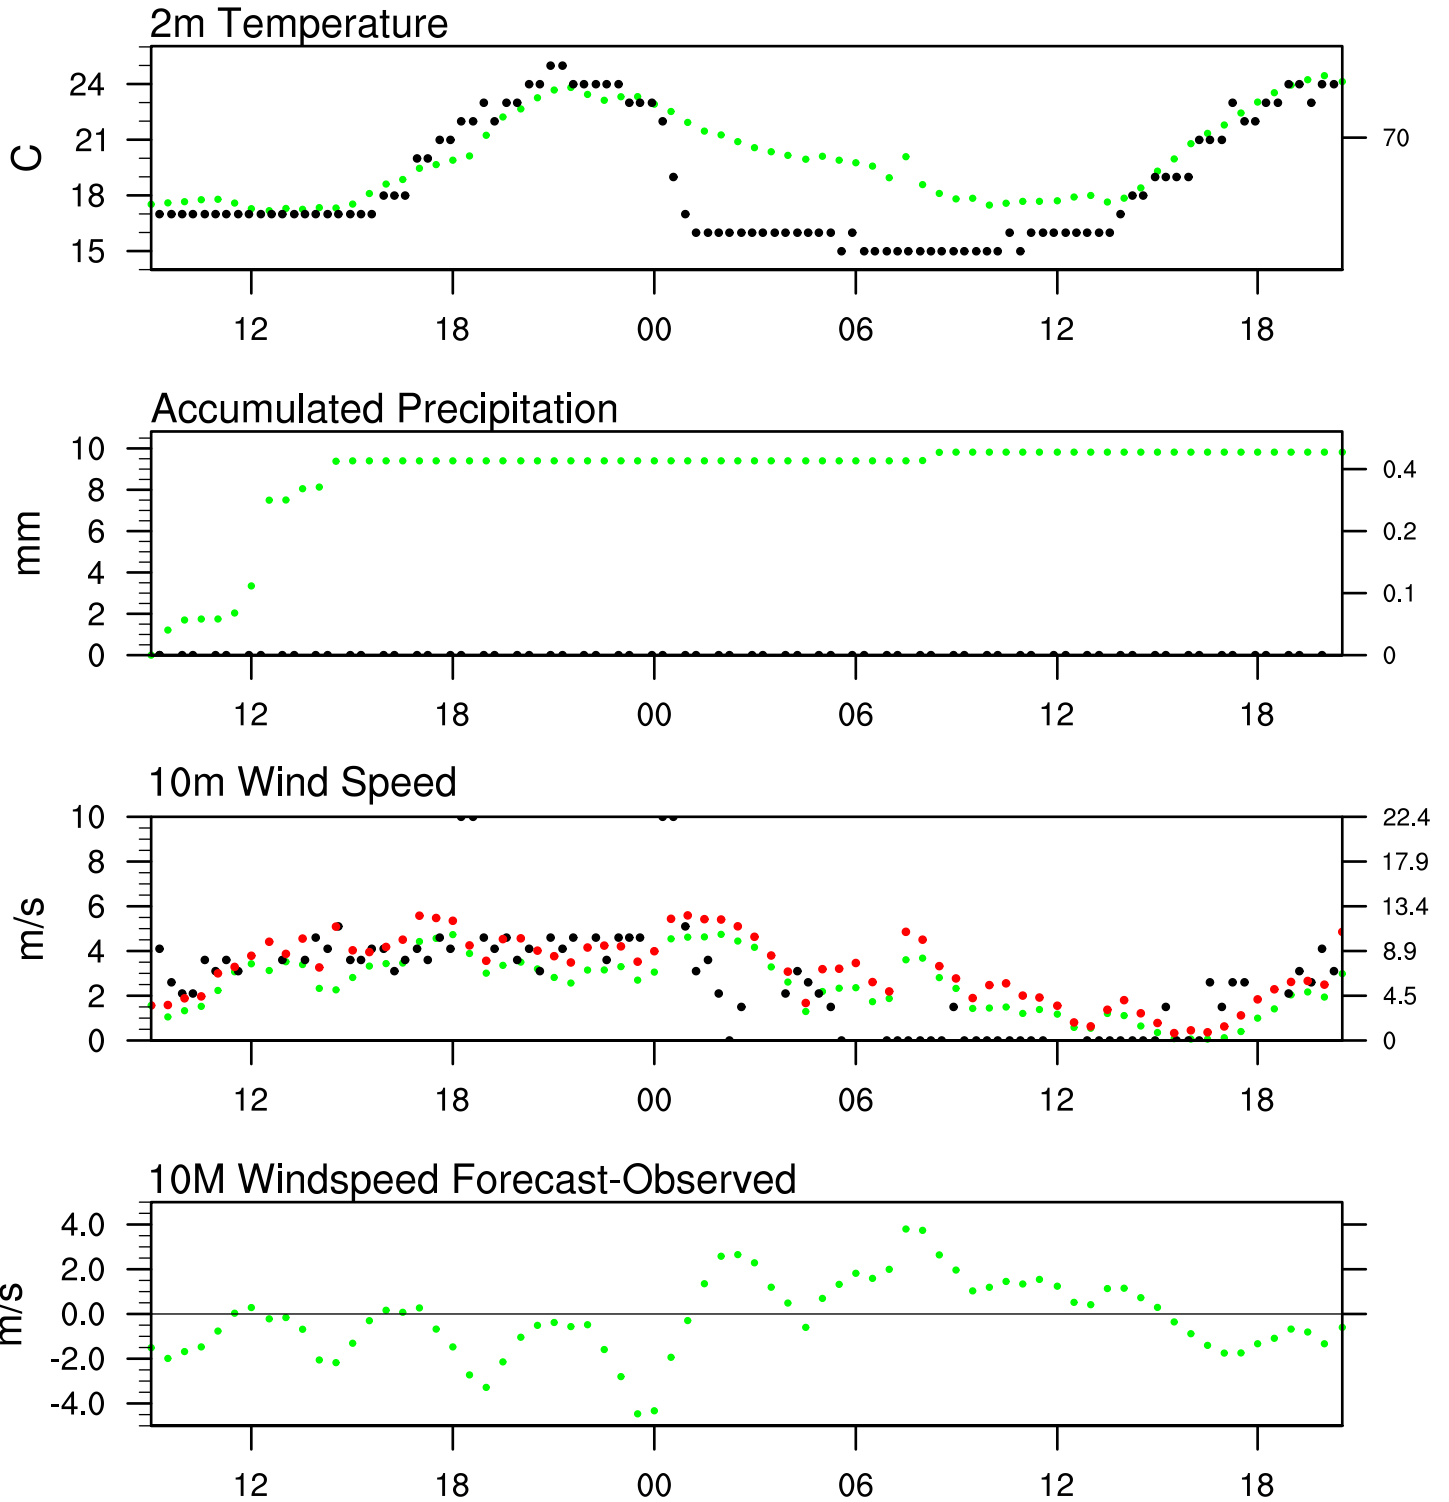 2m Temperature
24
21
18
15
C
70
12 18 00 06 12 18
Accumulated Precipitation
10
8
6
4
2
0
mm
0.4
0.2
0.1
0
12 18 00 06 12 18
10m Wind Speed
10
8
6
4
2
0
m/s
22.4
17.9
13.4
8.9
4.5
0
12 18 00 06 12 18
10M Windspeed Forecast-Observed
4.0
2.0
0.0
-2.0
-4.0
m/s
12 18 00 06 12 18